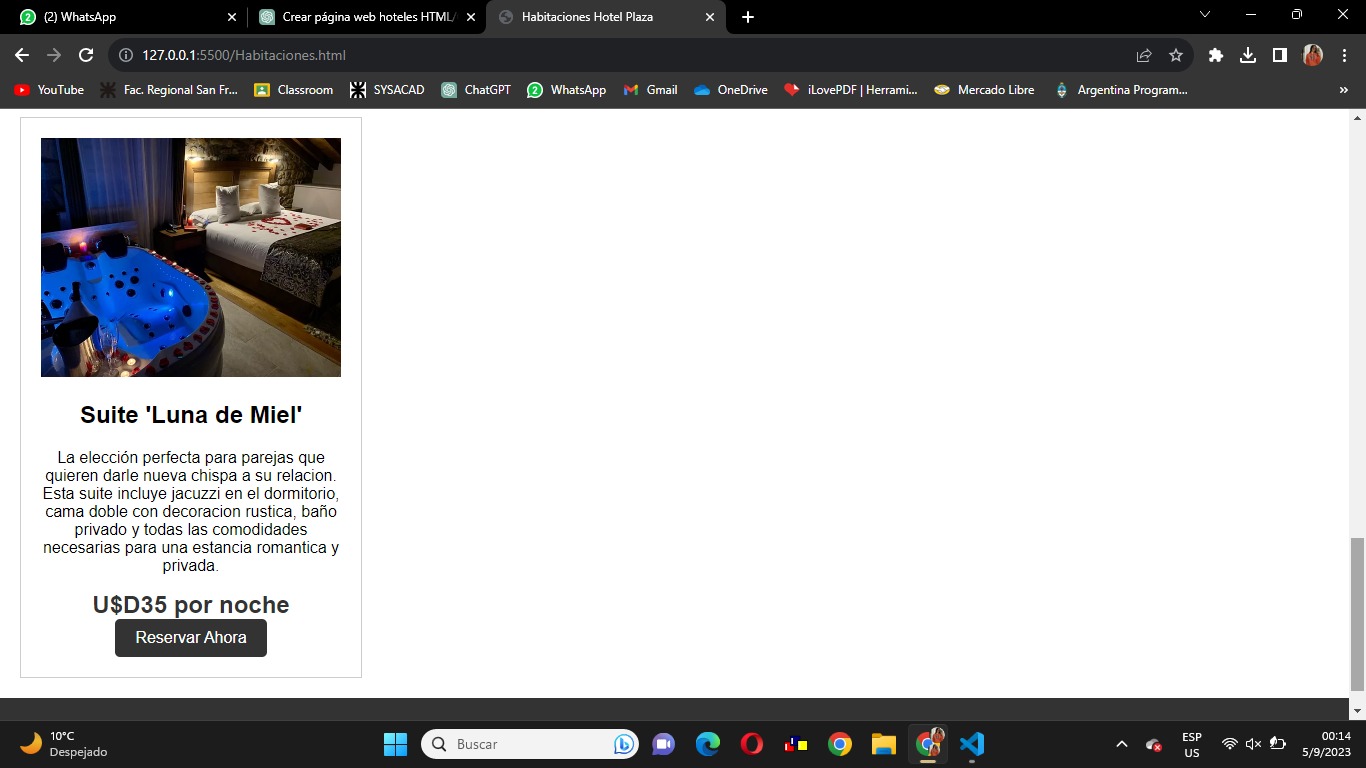 (2) WhatsApp
Crear página web hoteles HTML/
Habitaciones Hotel Plaza
127.0.0.1:5500/Habitaciones.html
YouTube
Fac. Regional San Fr...
Classroom
SYSACAD
ChatGPT
WhatsApp
Gmail
OneDrive
iLovePDF | Herrami...
Mercado Libre
Argentina Program...
»
Suite 'Luna de Miel'
La elección perfecta para parejas que
quieren darle nueva chispa a su relacion.
Esta suite incluye jacuzzi en el dormitorio,
cama doble con decoracion rustica, baño
privado y todas las comodidades
necesarias para una estancia romantica y
privada.
U$D35 por noche
Reservar Ahora
10°C
Despejado
Buscar
ESP
US
00:14
5/9/2023